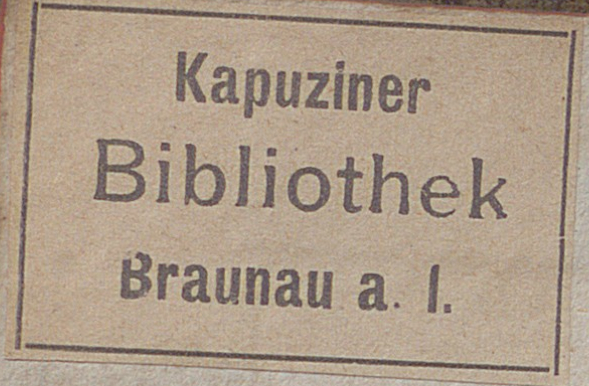 Kapuziner
Bibliothek
Braunau a. I.